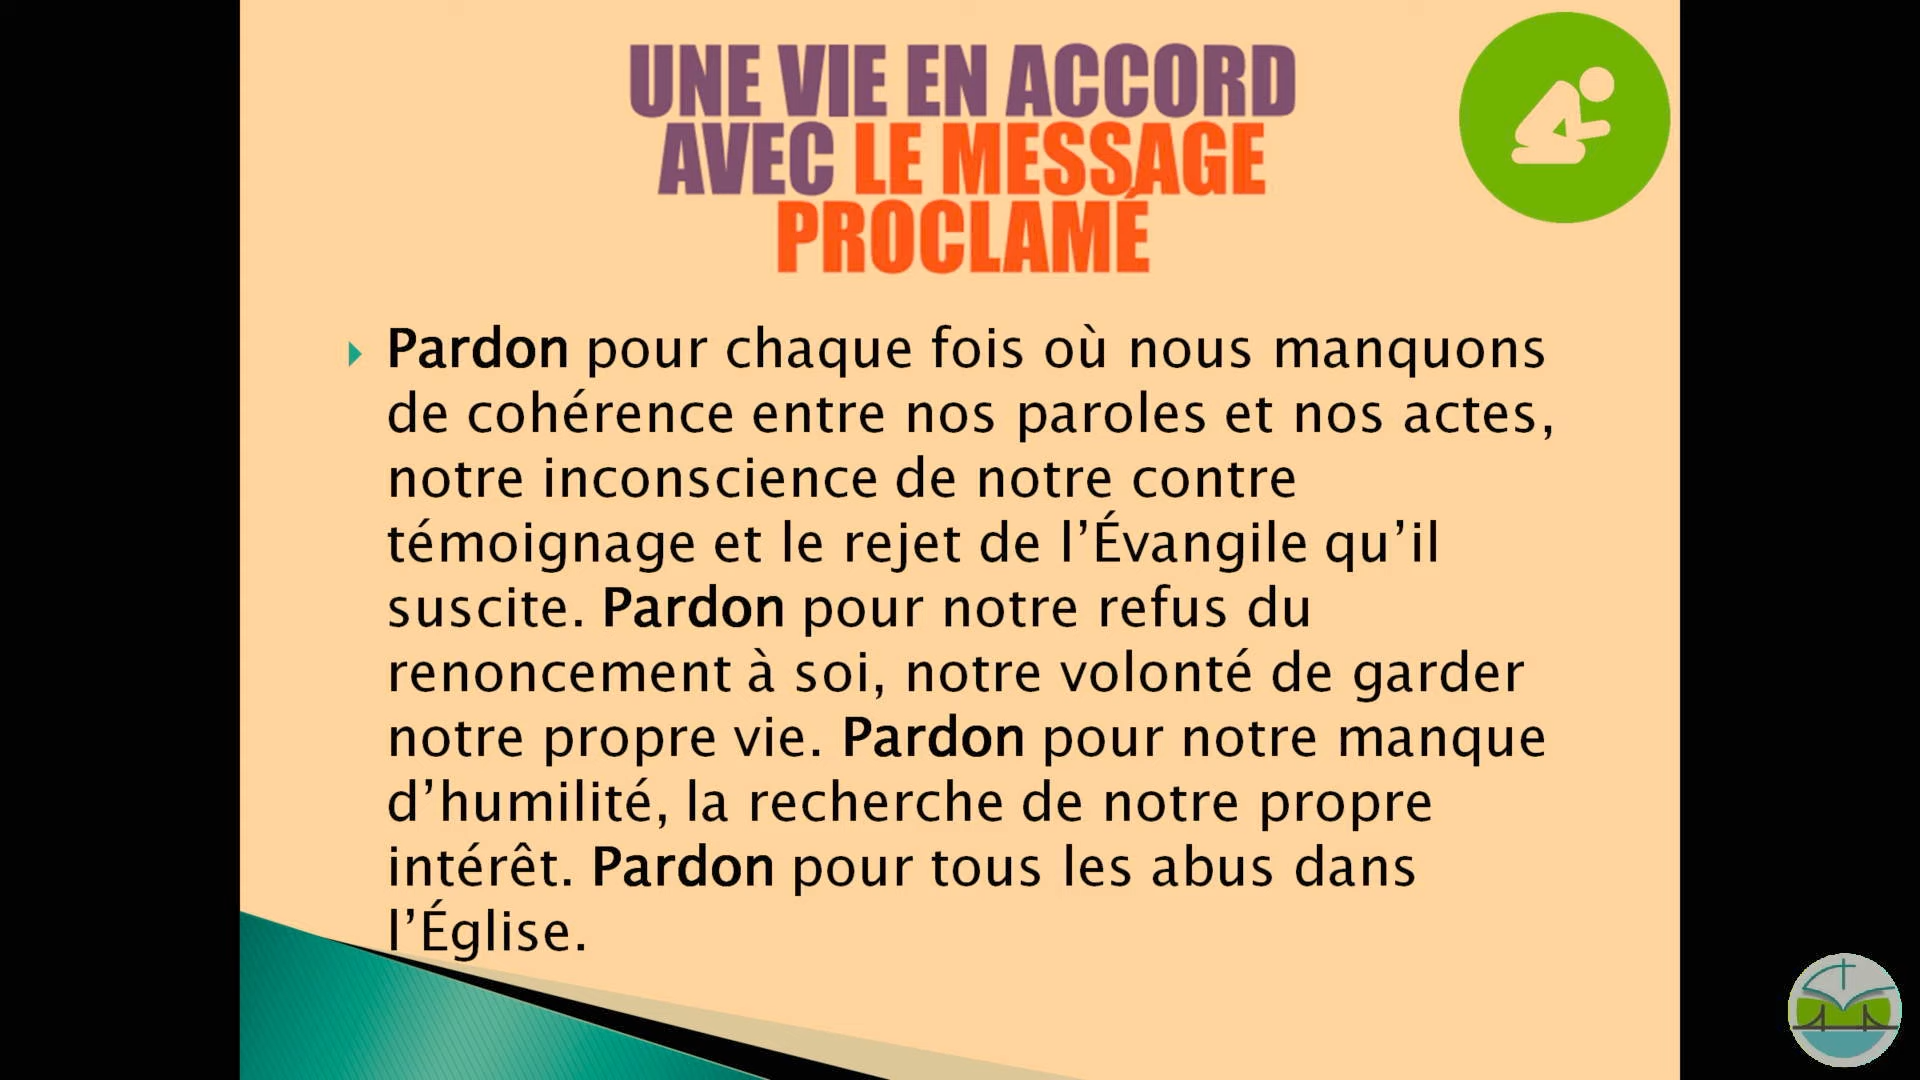 UNE VIE EN ACCORD
AVEC LE MESSAGE
PROCLAMÉ
Pardon pour chaque fois où nous manquons
de cohérence entre nos paroles et nos actes,
notre inconscience de notre contre
témoignage et le rejet de l’Évangile qu’il
suscite. Pardon pour notre refus du
renoncement à soi, notre volonté de garder
notre propre vie. Pardon pour notre manque
d’humilité, la recherche de notre propre
intérêt. Pardon pour tous les abus dans
l’Église.